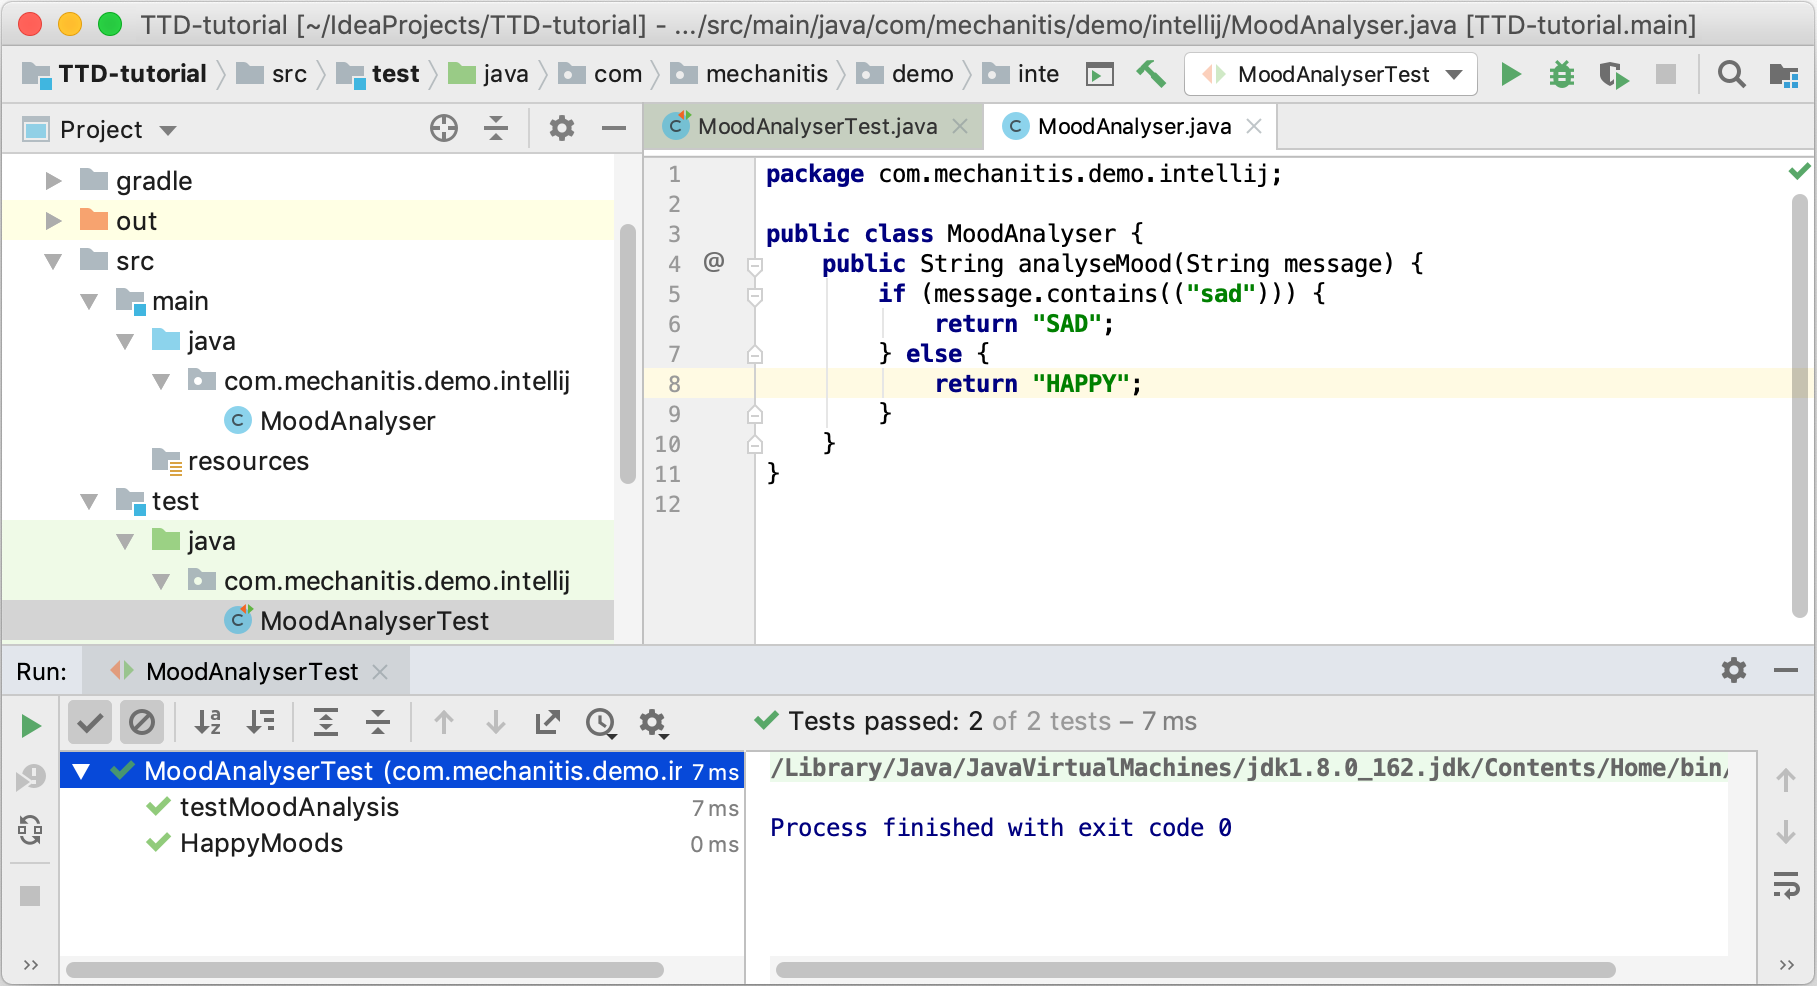 TTD-tutorial [~/IdeaProjects/TTD-tutorial] - .../src/main/java/com/mechanitis/demo/intellij/MoodAnalyser.java [TTD-tutorial.main]
TTD-tutorial src test java com mechanitis demo inte MoodAnalyserTest
Project
MoodAnalyserTest.java MoodAnalyser.java
gradle
out
src
main
java
com.mechanitis.demo.intellij
MoodAnalyser
resources
test
java
com.mechanitis.demo.intellij
MoodAnalyserTest
1 package com.mechanitis.demo.intellij;
2
3 public class MoodAnalyser {
4 @ public String analyseMood(String message) {
5 if (message.contains(("sad"))) {
6 return "SAD";
7 } else {
8 return "HAPPY";
9 }
10 }
11 }
12
Run: MoodAnalyserTest
Tests passed: 2 of 2 tests – 7 ms
MoodAnalyserTest (com.mechanitis.demo.ir 7 ms
testMoodAnalysis 7 ms
HappyMoods 0 ms
/Library/Java/JavaVirtualMachines/jdk1.8.0_162.jdk/Contents/Home/bin/
Process finished with exit code 0